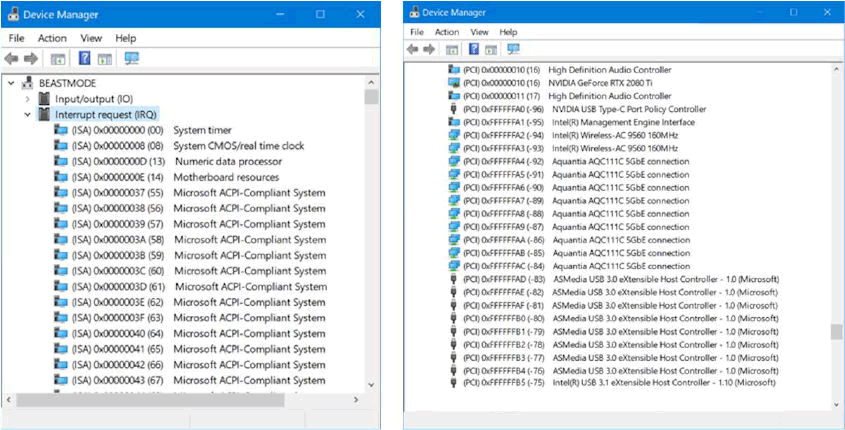 Device Manager
File Action View Help
BEASTMODE
Input/output (IO)
Interrupt request (IRQ)
(ISA) 0x00000000 (00) System timer
(ISA) 0x00000008 (08) System CMOS/real time clock
(ISA) 0x0000000D (13) Numeric data processor
(ISA) 0x0000000E (14) Motherboard resources
(ISA) 0x00000037 (55) Microsoft ACPI-Compliant System
(ISA) 0x00000038 (56) Microsoft ACPI-Compliant System
(ISA) 0x00000039 (57) Microsoft ACPI-Compliant System
(ISA) 0x0000003A (58) Microsoft ACPI-Compliant System
(ISA) 0x0000003B (59) Microsoft ACPI-Compliant System
(ISA) 0x0000003C (60) Microsoft ACPI-Compliant System
(ISA) 0x0000003D (61) Microsoft ACPI-Compliant System
(ISA) 0x0000003E (62) Microsoft ACPI-Compliant System
(ISA) 0x0000003F (63) Microsoft ACPI-Compliant System
(ISA) 0x00000040 (64) Microsoft ACPI-Compliant System
(ISA) 0x00000041 (65) Microsoft ACPI-Compliant System
(ISA) 0x00000042 (66) Microsoft ACPI-Compliant System
(ISA) 0x00000043 (67) Microsoft ACPI-Compliant System
Device Manager
File Action View Help
(PCI) 0x00000010 (16) High Definition Audio Controller
(PCI) 0x00000010 (16) NVIDIA GeForce RTX 2080 Ti
(PCI) 0x00000011 (17) High Definition Audio Controller
(PCI) 0xFFFFFFA0 (-96) NVIDIA USB Type-C Port Policy Controller
(PCI) 0xFFFFFFA1 (-95) Intel(R) Management Engine Interface
(PCI) 0xFFFFFFA2 (-94) Intel(R) Wireless-AC 9560 160MHz
(PCI) 0xFFFFFFA3 (-93) Intel(R) Wireless-AC 9560 160MHz
(PCI) 0xFFFFFFA4 (-92) Aquantia AQC111C 5GbE connection
(PCI) 0xFFFFFFA5 (-91) Aquantia AQC111C 5GbE connection
(PCI) 0xFFFFFFA6 (-90) Aquantia AQC111C 5GbE connection
(PCI) 0xFFFFFFA7 (-89) Aquantia AQC111C 5GbE connection
(PCI) 0xFFFFFFA8 (-88) Aquantia AQC111C 5GbE connection
(PCI) 0xFFFFFFA9 (-87) Aquantia AQC111C 5GbE connection
(PCI) 0xFFFFFFAA (-86) Aquantia AQC111C 5GbE connection
(PCI) 0xFFFFFFAB (-85) Aquantia AQC111C 5GbE connection
(PCI) 0xFFFFFFAC (-84) Aquantia AQC111C 5GbE connection
(PCI) 0xFFFFFFAD (-83) ASMedia USB 3.0 eXtensible Host Controller - 1.0 (Microsoft)
(PCI) 0xFFFFFFAE (-82) ASMedia USB 3.0 eXtensible Host Controller - 1.0 (Microsoft)
(PCI) 0xFFFFFFAF (-81) ASMedia USB 3.0 eXtensible Host Controller - 1.0 (Microsoft)
(PCI) 0xFFFFFFB0 (-80) ASMedia USB 3.0 eXtensible Host Controller - 1.0 (Microsoft)
(PCI) 0xFFFFFFB1 (-79) ASMedia USB 3.0 eXtensible Host Controller - 1.0 (Microsoft)
(PCI) 0xFFFFFFB2 (-78) ASMedia USB 3.0 eXtensible Host Controller - 1.0 (Microsoft)
(PCI) 0xFFFFFFB3 (-77) ASMedia USB 3.0 eXtensible Host Controller - 1.0 (Microsoft)
(PCI) 0xFFFFFFB4 (-76) ASMedia USB 3.0 eXtensible Host Controller - 1.0 (Microsoft)
(PCI) 0xFFFFFFB5 (-75) Intel(R) USB 3.1 eXtensible Host Controller - 1.10 (Microsoft)